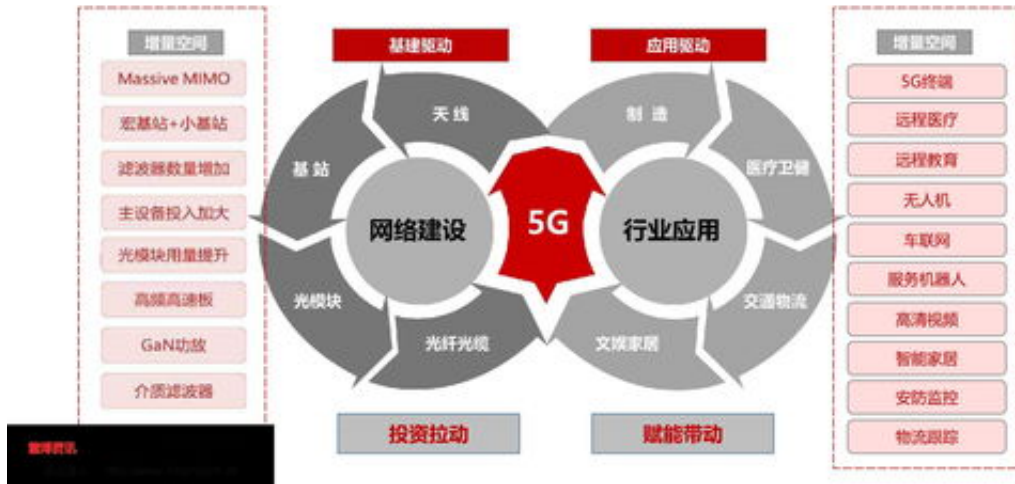 增量空间
Massive MIMO
宏基站+小基站
滤波器数量增加
主设备投入加大
光模块用量提升
高频高速板
GaN功放
介质滤波器
基建驱动
应用驱动
天线
基站
光模块
光纤光缆
网络建设
5G
行业应用
制造
医疗卫健
交通物流
文娱家居
投资拉动
赋能带动
增量空间
5G终端
远程医疗
远程教育
无人机
车联网
服务机器人
高清视频
智能家居
安防监控
物流跟踪